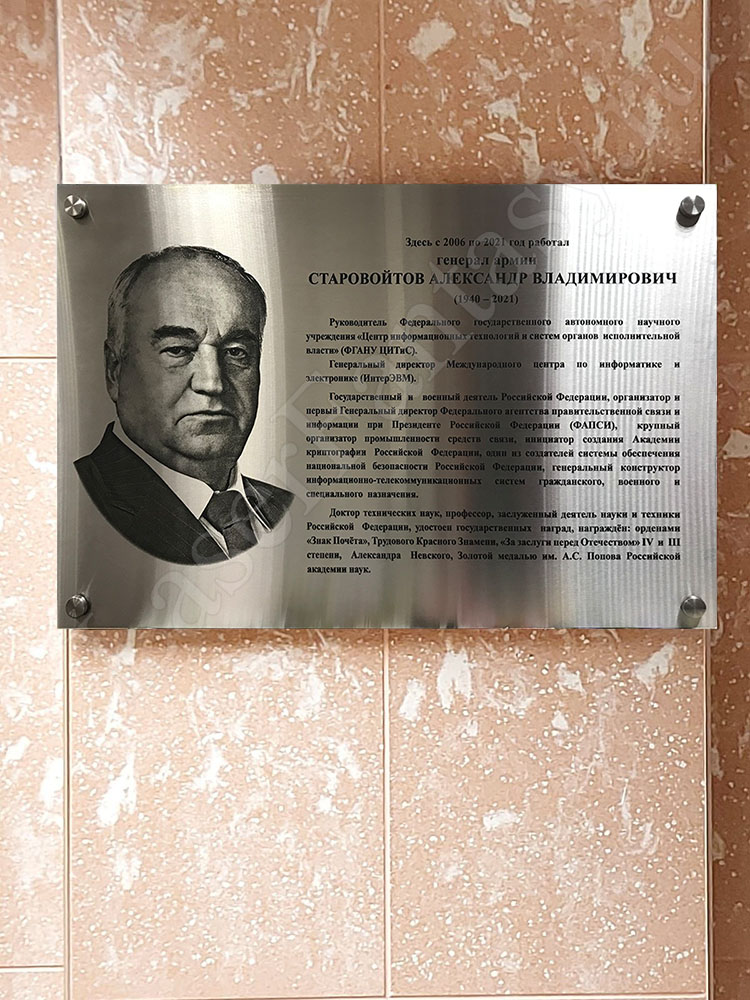 Здесь с 2006 по 2021 год работал
генерал армии
СТАРОВОЙТОВ АЛЕКСАНДР ВЛАДИМИРОВИЧ
(1940 – 2021)
Руководитель Федерального государственного автономного научного
учреждения «Центр информационных технологий и систем органов исполнительной
власти» (ФГАНУ ЦИТиС).
Генеральный директор Международного центра по информатике и
электронике (ИнтерЭВМ).
Государственный и военный деятель Российской Федерации, организатор и
первый Генеральный директор Федерального агентства правительственной связи и
информации при Президенте Российской Федерации (ФАПСИ), крупный
организатор промышленности средств связи, инициатор создания Академии
криптографии Российской Федерации, один из создателей системы обеспечения
национальной безопасности Российской Федерации, генеральный конструктор
информационно-телекоммуникационных систем гражданского, военного и
специального назначения.
Доктор технических наук, профессор, заслуженный деятель науки и техники
Российской Федерации, удостоен государственных наград, награждён: орденами
«Знак Почёта», Трудового Красного Знамени, «За заслуги перед Отечеством» IV и III
степени, Александра Невского, Золотой медалью им. А.С. Попова Российской
академии наук.